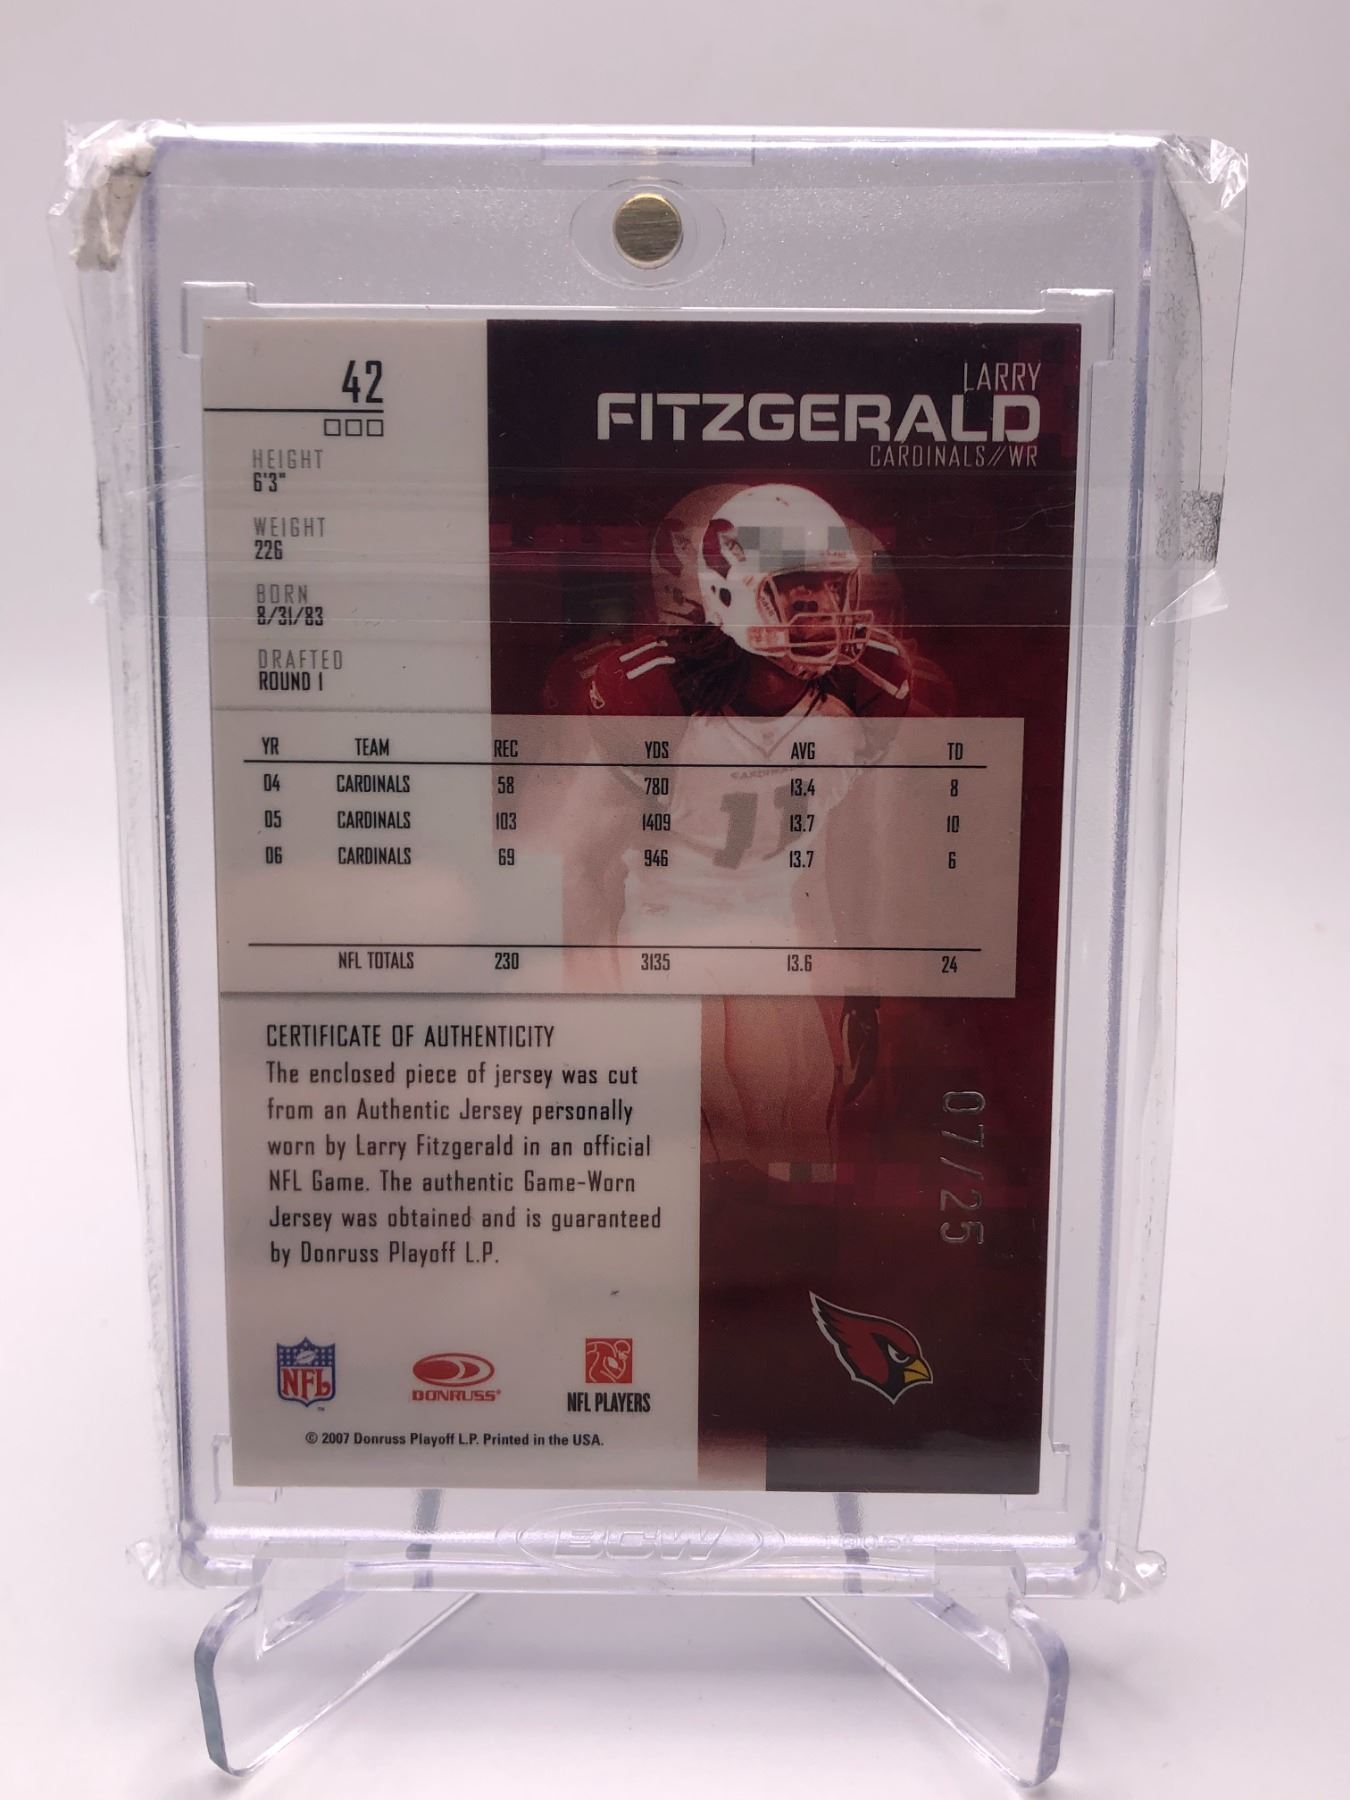 42
LARRY
FITZGERALD
CARDINALS//WR
HEIGHT
6'3"
WEIGHT
226
BORN
8/31/83
DRAFTED
ROUND 1
YR TEAM REC YDS AVG TD
04 CARDINALS 58 780 13.4 8
05 CARDINALS 103 1409 13.7 10
06 CARDINALS 69 946 13.7 6
NFL TOTALS 230 3135 13.6 24
CARDINALS
11
CERTIFICATE OF AUTHENTICITY
The enclosed piece of jersey was cut
from an Authentic Jersey personally
worn by Larry Fitzgerald in an official
NFL Game. The authentic Game-Worn
Jersey was obtained and is guaranteed
by Donruss Playoff L.P.
07/25
NFL
DONRUSS
NFL PLAYERS
© 2007 Donruss Playoff L.P. Printed in the USA.
BCW